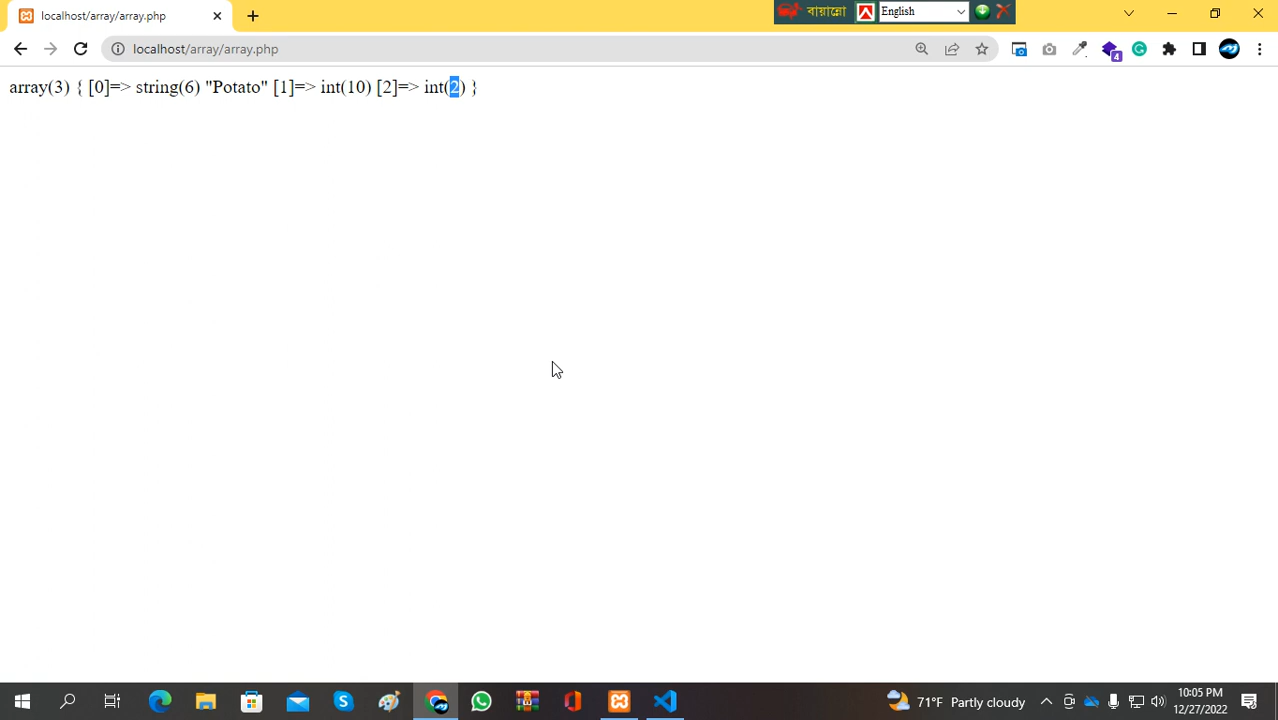 localhost/array/array.php
বায়ান্নো
English
localhost/array/array.php
4
array(3) { [0]=> string(6) "Potato" [1]=> int(10) [2]=> int(2) }
71°F Partly cloudy
10:05 PM
12/27/2022